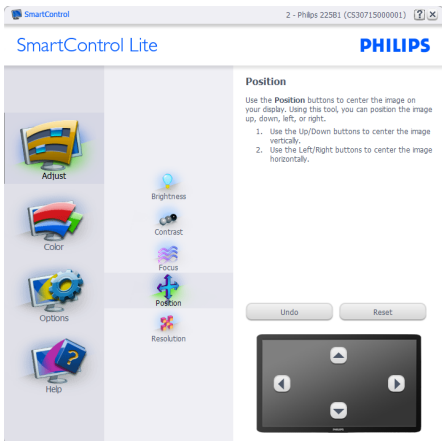 SmartControl
2 - Philips 225B1 (CS30715000001)
SmartControl Lite
PHILIPS
Adjust
Color
Options
Help
Brightness
Contrast
Focus
Position
Resolution
Position
Use the Position buttons to center the image on
your display. Using this tool, you can position the image
up, down, left, or right.
1. Use the Up/Down buttons to center the image
vertically.
2. Use the Left/Right buttons to center the image
horizontally.
Undo
Reset
PHILIPS